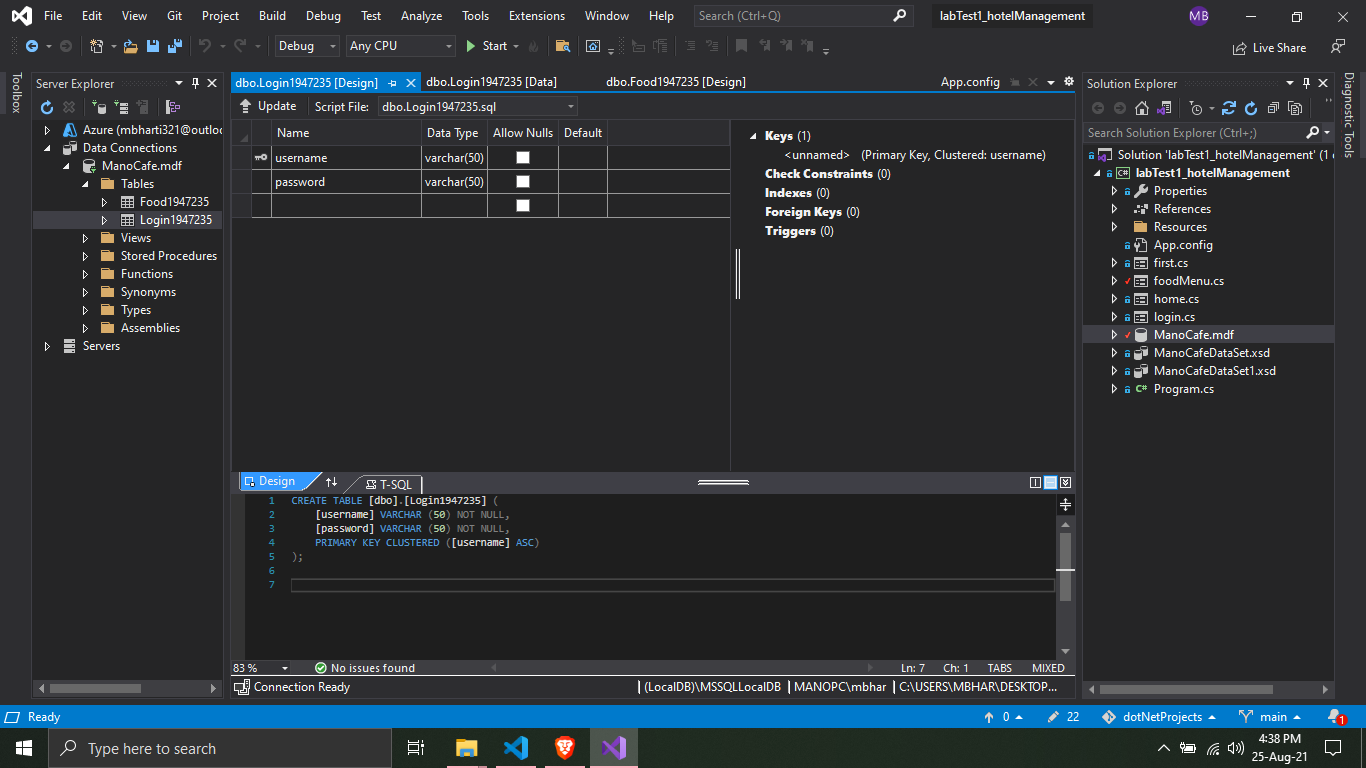 File Edit View Git Project Build Debug Test Analyze Tools Extensions Window Help Search (Ctrl+Q) labTest1_hotelManagement MB
Debug Any CPU Start Live Share
Toolbox
Server Explorer
Azure (mbharti321@outloo
Data Connections
ManoCafe.mdf
Tables
Food1947235
Login1947235
Views
Stored Procedures
Functions
Synonyms
Types
Assemblies
Servers
dbo.Login1947235 [Design] dbo.Login1947235 [Data] dbo.Food1947235 [Design] App.config
Update Script File: dbo.Login1947235.sql
Name Data Type Allow Nulls Default
username varchar(50)
password varchar(50)
Keys (1)
<unnamed> (Primary Key, Clustered: username)
Check Constraints (0)
Indexes (0)
Foreign Keys (0)
Triggers (0)
Design T-SQL
1 CREATE TABLE [dbo].[Login1947235] (
2 [username] VARCHAR (50) NOT NULL,
3 [password] VARCHAR (50) NOT NULL,
4 PRIMARY KEY CLUSTERED ([username] ASC)
5 );
6
7
83 % No issues found Ln: 7 Ch: 1 TABS MIXED
Connection Ready (LocalDB)\MSSQLLocalDB MANOPC\mbhar C:\USERS\MBHAR\DESKTOP...
Solution Explorer
Search Solution Explorer (Ctrl+;)
Solution 'labTest1_hotelManagement' (1
labTest1_hotelManagement
Properties
References
Resources
App.config
first.cs
foodMenu.cs
home.cs
login.cs
ManoCafe.mdf
ManoCafeDataSet.xsd
ManoCafeDataSet1.xsd
Program.cs
Diagnostic Tools
Ready 0 22 dotNetProjects main 1
Type here to search 4:38 PM
25-Aug-21